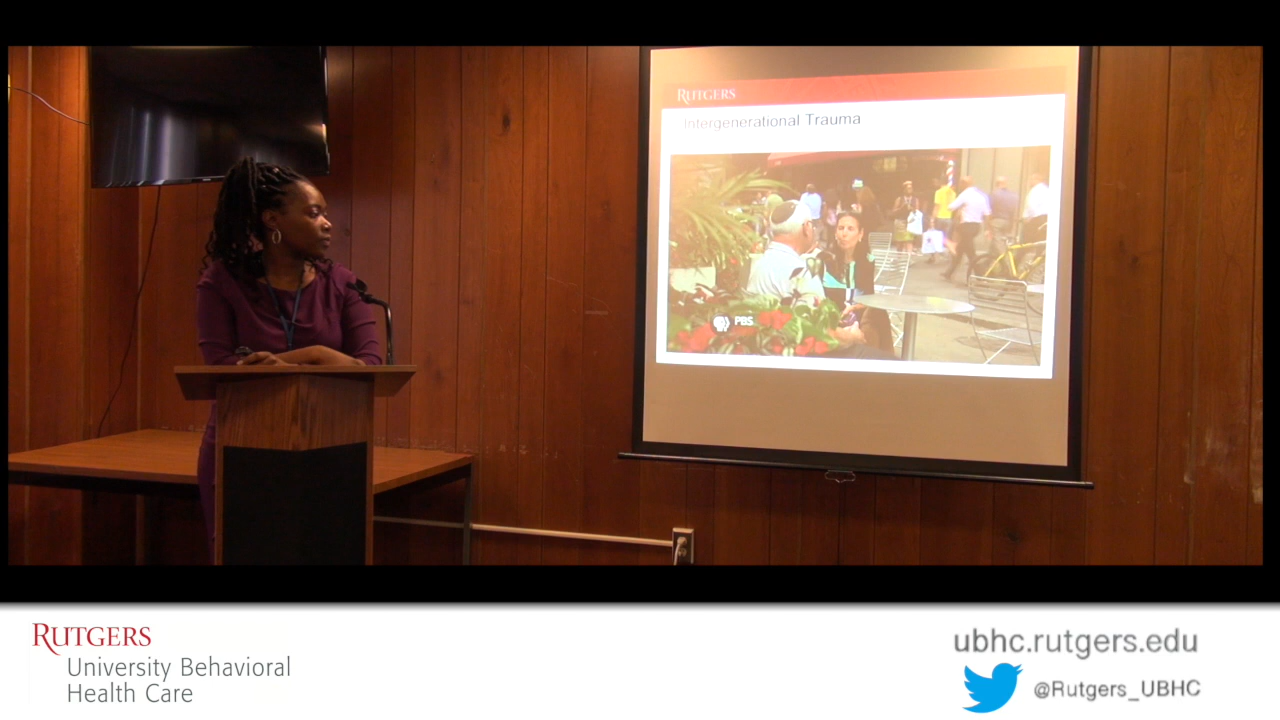 RUTGERS
Intergenerational Trauma
PBS
RUTGERS
University Behavioral
Health Care
ubhc.rutgers.edu
@Rutgers_UBHC